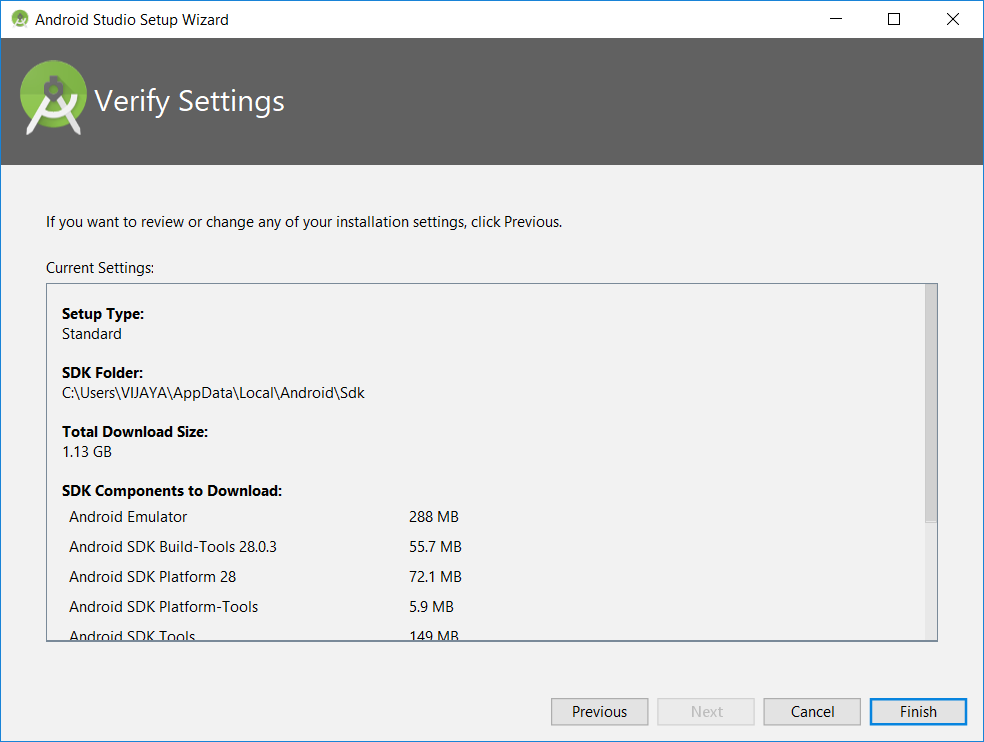 Android Studio Setup Wizard
Verify Settings
If you want to review or change any of your installation settings, click Previous.
Current Settings:
Setup Type:
Standard
SDK Folder:
C:\Users\VIJAYA\AppData\Local\Android\Sdk
Total Download Size:
1.13 GB
SDK Components to Download:
Android Emulator 288 MB
Android SDK Build-Tools 28.0.3 55.7 MB
Android SDK Platform 28 72.1 MB
Android SDK Platform-Tools 5.9 MB
Android SDK Tools 149 MB
Previous Next Cancel Finish